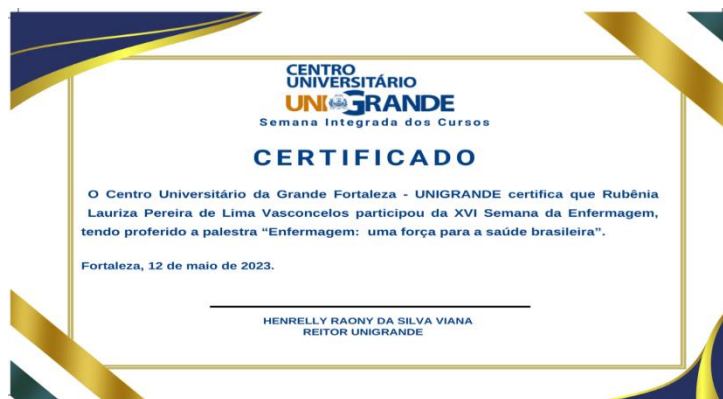 CENTRO
UNIVERSITÁRIO
UNIGRANDE
Semana Integrada dos Cursos
CERTIFICADO
O Centro Universitário da Grande Fortaleza - UNIGRANDE certifica que Rubênia
Lauriza Pereira de Lima Vasconcelos participou da XVI Semana da Enfermagem,
tendo proferido a palestra “Enfermagem: uma força para a saúde brasileira”.
Fortaleza, 12 de maio de 2023.
HENRELLY RAONY DA SILVA VIANA
REITOR UNIGRANDE